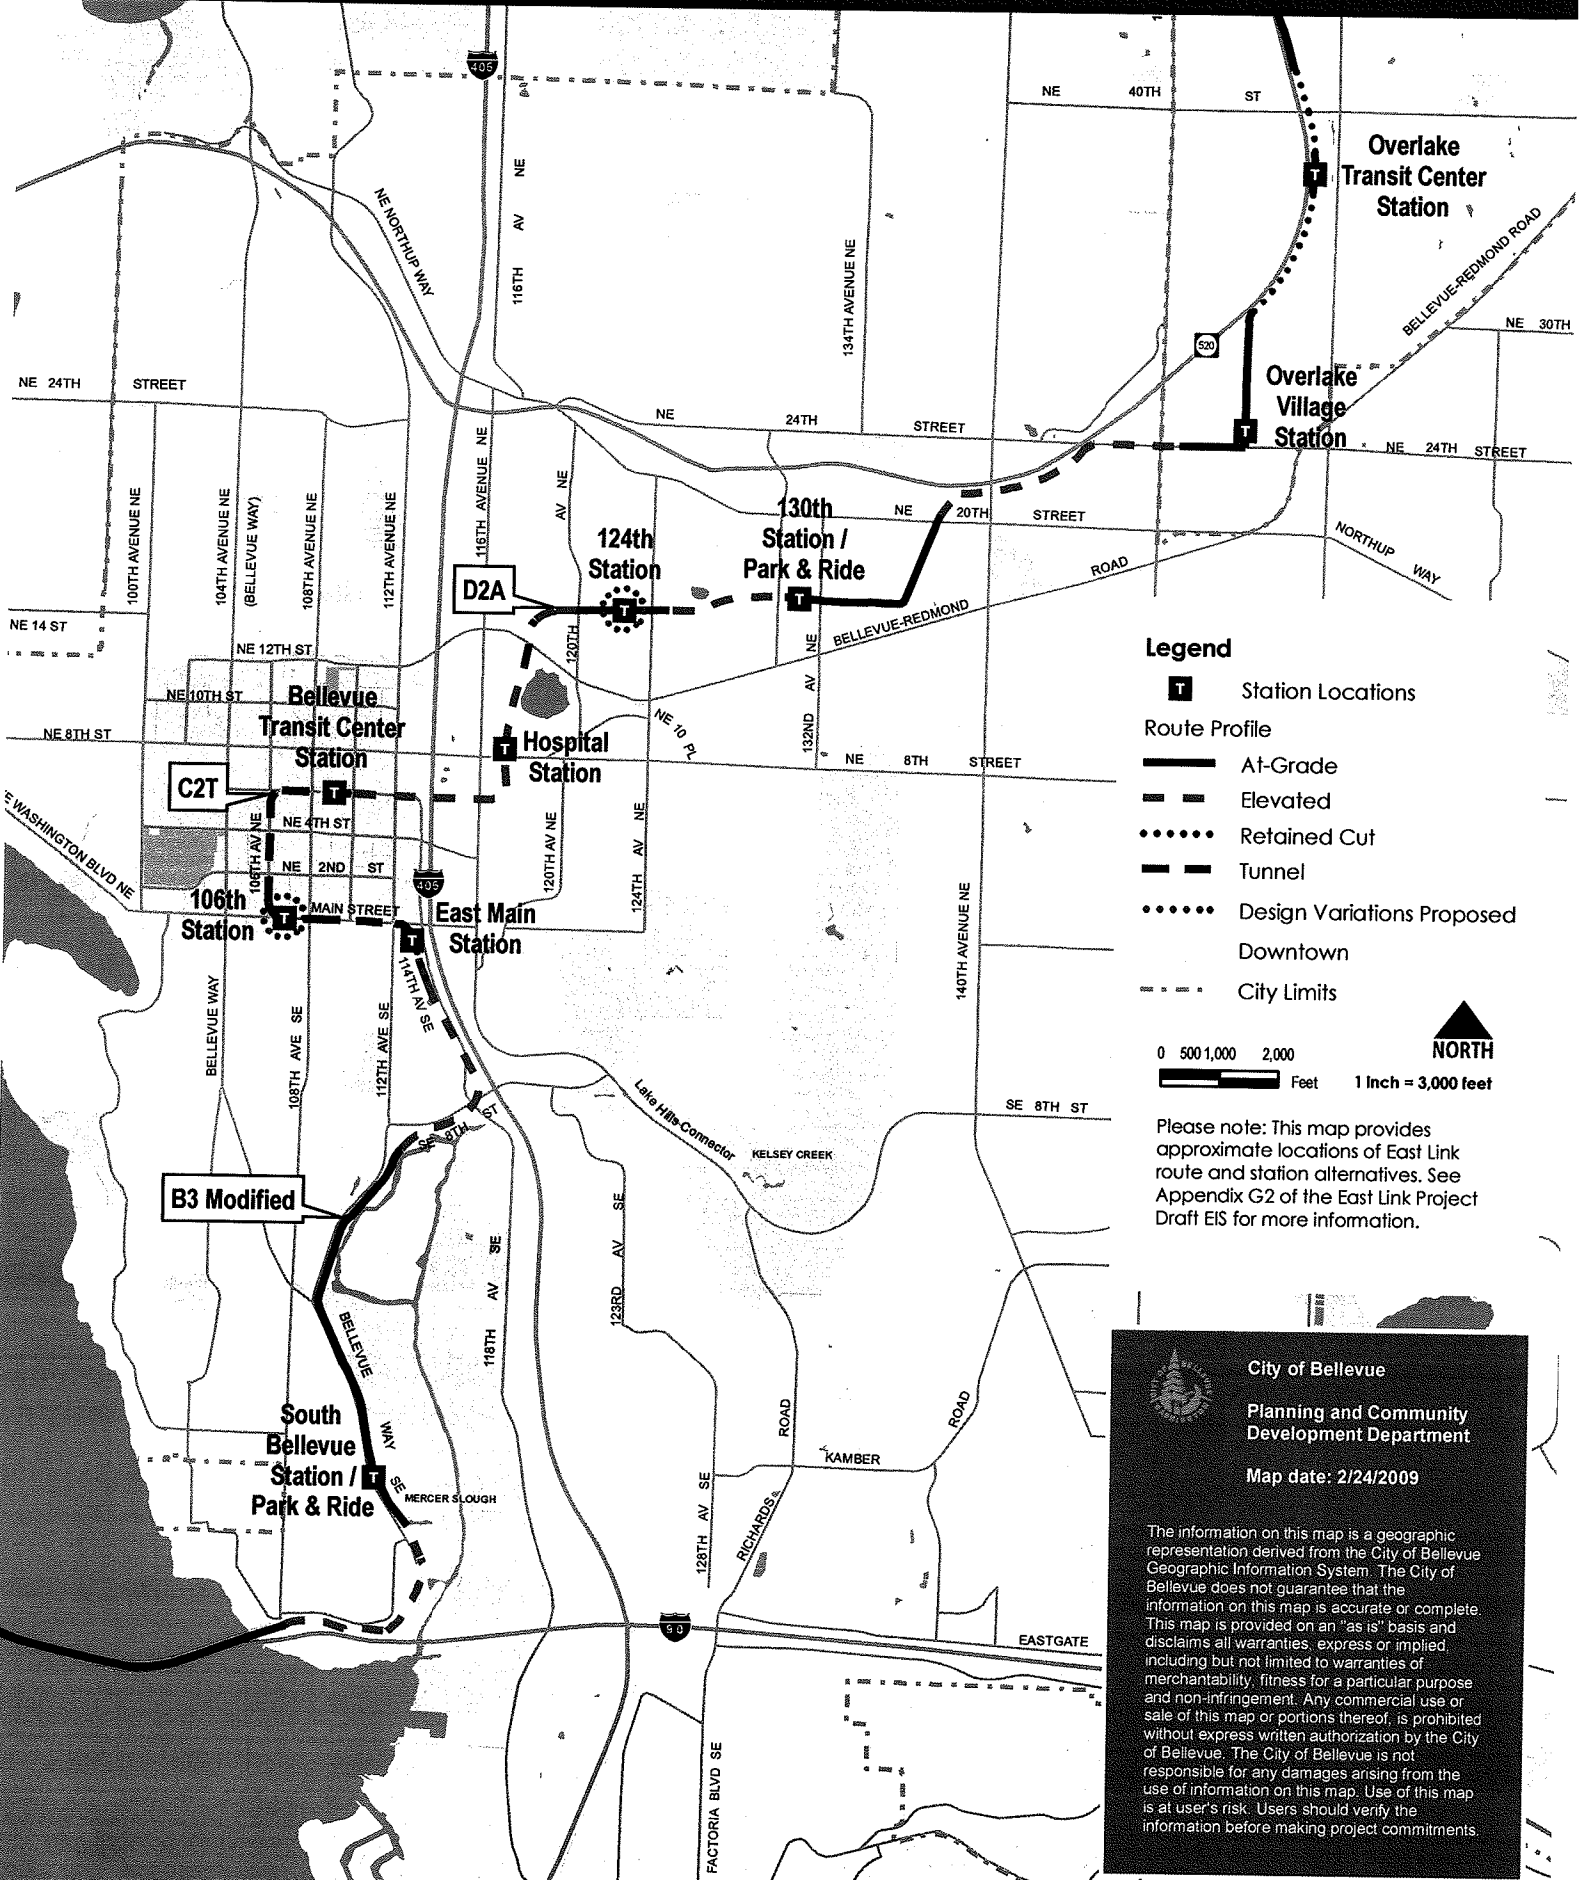 405
NE 40TH ST
Overlake
Transit Center
Station
NE NORTHUP WAY
116TH AV NE
134TH AVENUE NE
BELLEVUE-REDMOND ROAD
NE 30TH
520
NE 24TH STREET
Overlake
Village
Station
NE 24TH STREET
NE 24TH STREET
100TH AVENUE NE
104TH AVENUE NE
(BELLEVUE WAY)
108TH AVENUE NE
112TH AVENUE NE
116TH AVENUE NE
AV NE
120TH
124th
Station
130th
Station /
Park & Ride
NE 20TH STREET
NORTHUP WAY
D2A
BELLEVUE-REDMOND ROAD
NE 14 ST
NE 12TH ST
NE 10TH ST
Bellevue
Transit Center
Station
NE 8TH ST
Hospital
Station
NE 10 PL
132ND AV NE
NE 8TH STREET
C2T
E WASHINGTON BLVD NE
106TH AV NE
NE 4TH ST
NE 2ND ST
120TH AV NE
124TH AV NE
405
106th
Station
MAIN STREET
East Main
Station
114TH AV SE
140TH AVENUE NE
BELLEVUE WAY
108TH AVE SE
112TH AVE SE
SE 8TH ST
Lake Hills Connector
KELSEY CREEK
SE 8TH ST
B3 Modified
118TH AV SE
123RD AV SE
BELLEVUE WAY SE
South
Bellevue
Station /
Park & Ride
MERCER SLOUGH
128TH AV SE
RICHARDS ROAD
KAMBER ROAD
90
EASTGATE
FACTORIA BLVD SE
Legend
T Station Locations
Route Profile
At-Grade
Elevated
Retained Cut
Tunnel
Design Variations Proposed
Downtown
City Limits
0 500 1,000 2,000
Feet
1 Inch = 3,000 feet
NORTH
Please note: This map provides
approximate locations of East Link
route and station alternatives. See
Appendix G2 of the East Link Project
Draft EIS for more information.
City of Bellevue
Planning and Community
Development Department
Map date: 2/24/2009
The information on this map is a geographic
representation derived from the City of Bellevue
Geographic Information System. The City of
Bellevue does not guarantee that the
information on this map is accurate or complete.
This map is provided on an "as is" basis and
disclaims all warranties, express or implied,
including but not limited to warranties of
merchantability, fitness for a particular purpose
and non-infringement. Any commercial use or
sale of this map or portions thereof, is prohibited
without express written authorization by the City
of Bellevue. The City of Bellevue is not
responsible for any damages arising from the
use of information on this map. Use of this map
is at user's risk. Users should verify the
information before making project commitments.